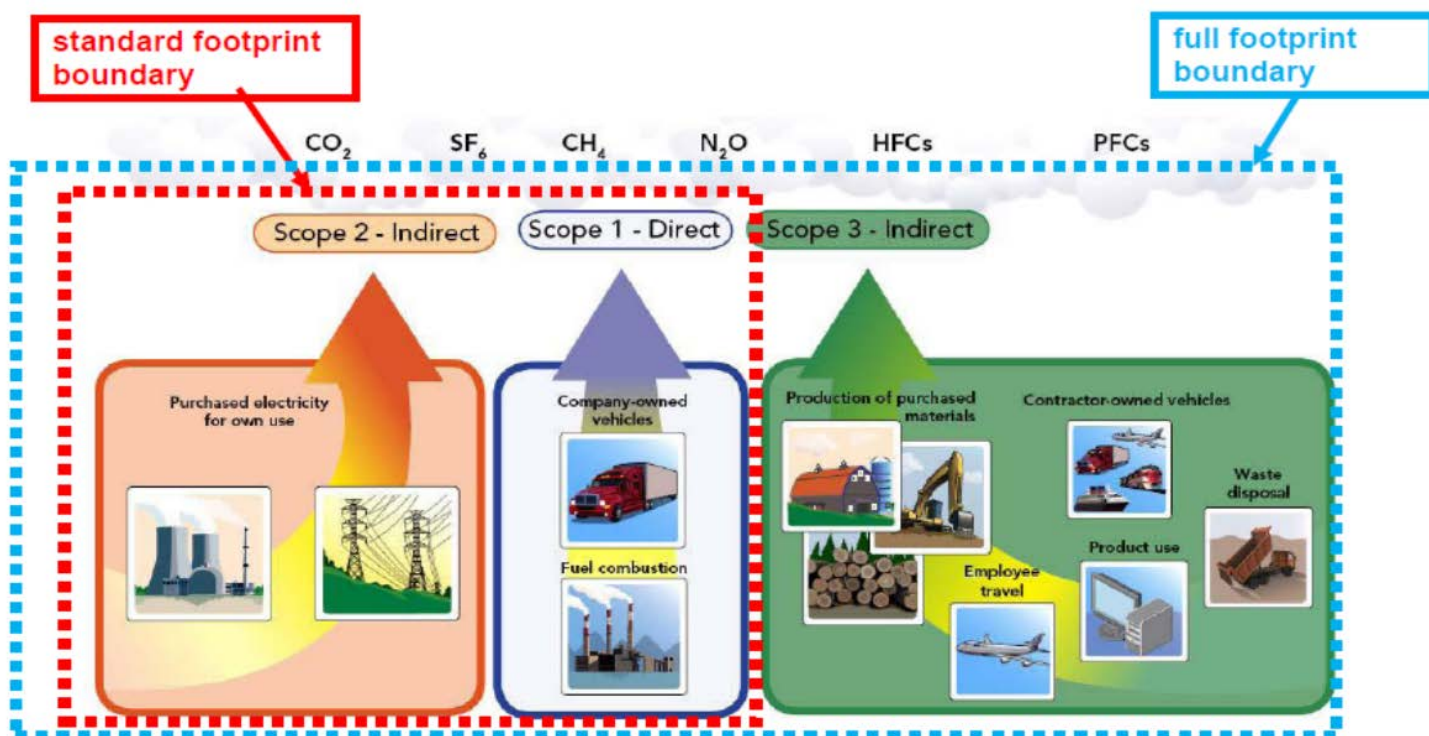 standard footprint
boundary
full footprint
boundary
CO₂
SF₆
CH₄
N₂O
HFCs
PFCs
Scope 2 - Indirect
Scope 1 - Direct
Scope 3 - Indirect
Purchased electricity
for own use
Company-owned
vehicles
Fuel combustion
Production of purchased
materials
Contractor-owned vehicles
Waste
disposal
Product use
Employee
travel